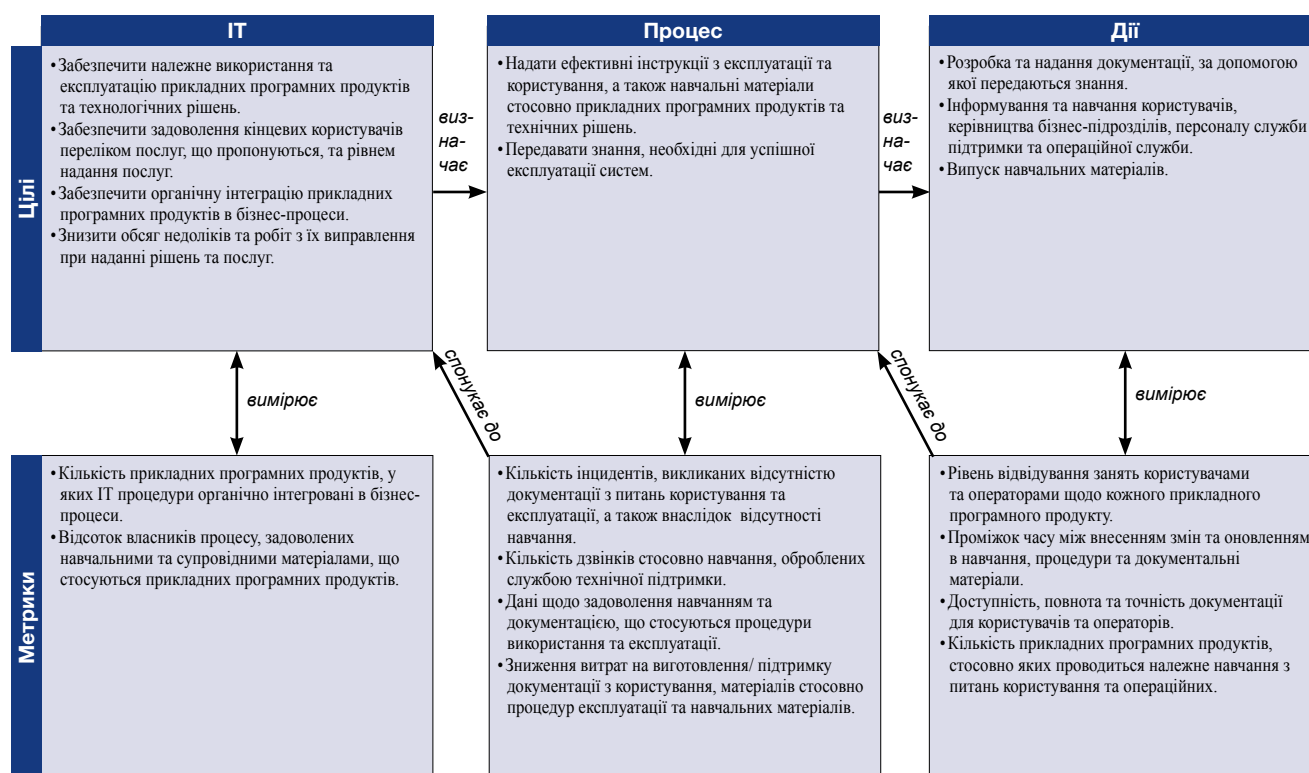 ІТ
Процес
Дії
Цілі
•Забезпечити належне використання та
експлуатацію прикладних програмних продуктів
та технологічних рішень.
•Забезпечити задоволення кінцевих користувачів
переліком послуг, що пропонуються, та рівнем
надання послуг.
•Забезпечити органічну інтеграцію прикладних
програмних продуктів в бізнес-процеси.
•Знизити обсяг недоліків та робіт з їх виправлення
при наданні рішень та послуг.
виз-
на-
чає
•Надати ефективні інструкції з експлуатації та
користування, а також навчальні матеріали
стосовно прикладних програмних продуктів та
технічних рішень.
•Передавати знання, необхідні для успішної
експлуатації систем.
виз-
на-
чає
•Розробка та надання документації, за допомогою
якої передаються знання.
•Інформування та навчання користувачів,
керівництва бізнес-підрозділів, персоналу служби
підтримки та операційної служби.
•Випуск навчальних матеріалів.
вимірює
спонукає до
вимірює
спонукає до
вимірює
Метрики
•Кількість прикладних програмних продуктів, у
яких ІТ процедури органічно інтегровані в бізнес-
процеси.
•Відсоток власників процесу, задоволених
навчальними та супровідними матеріалами, що
стосуються прикладних програмних продуктів.
•Кількість інцидентів, викликаних відсутністю
документації з питань користування та
експлуатації, а також внаслідок відсутності
навчання.
•Кількість дзвінків стосовно навчання, оброблених
службою технічної підтримки.
•Дані щодо задоволення навчанням та
документацією, що стосуються процедури
використання та експлуатації.
•Зниження витрат на виготовлення/ підтримку
документації з користування, матеріалів стосовно
процедур експлуатації та навчальних матеріалів.
•Рівень відвідування занять користувачами
та операторами щодо кожного прикладного
програмного продукту.
•Проміжок часу між внесенням змін та оновленням
в навчання, процедури та документальні
матеріали.
•Доступність, повнота та точність документації
для користувачів та операторів.
•Кількість прикладних програмних продуктів,
стосовно яких проводиться належне навчання з
питань користування та операційних.